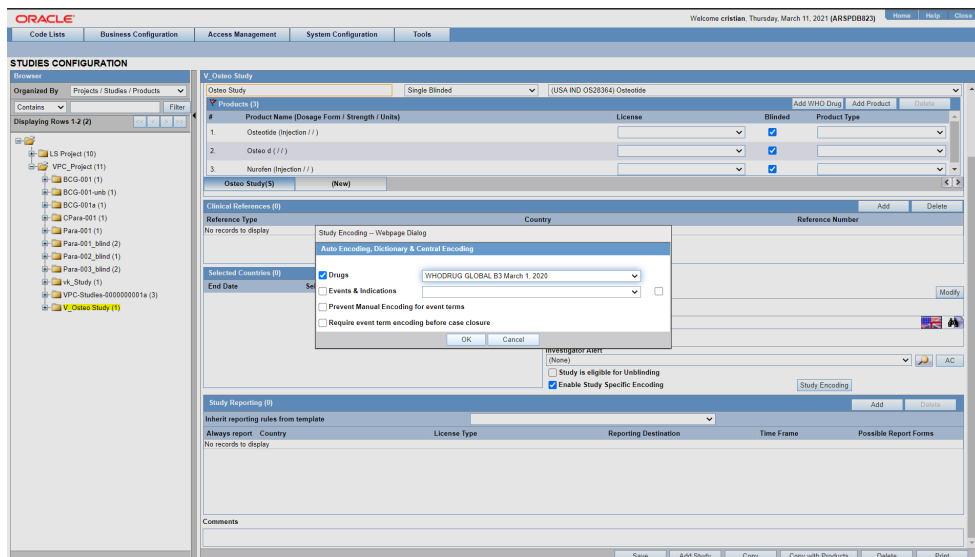 ORACLE
Welcome cristian, Thursday, March 11, 2021 (ARSPDB823) Home Help Close
Code Lists Business Configuration Access Management System Configuration Tools
STUDIES CONFIGURATION
Browser
Organized By Projects / Studies / Products
Contains Filter
Displaying Rows 1-2 (2) << < > >>
LS Project (10)
VPC_Project (11)
BCG-001 (1)
BCG-001-unb (1)
BCG-001a (1)
CPara-001 (1)
Para-001 (1)
Para-001_blind (2)
Para-002_blind (1)
Para-003_blind (2)
vk_Study (1)
VPC-Studies-0000000001a (3)
V_Osteo Study (1)
V_Osteo Study
Osteo Study Single Blinded (USA IND OS28364) Osteotide
Products (3) Add WHO Drug Add Product Delete
# Product Name (Dosage Form / Strength / Units) License Blinded Product Type
1. Osteotide (Injection / / )
2. Osteo d ( / / )
3. Nurofen (Injection / / )
Osteo Study(S) (New) < >
Clinical References (0) Add Delete
Reference Type Country Reference Number
No records to display
Study Encoding -- Webpage Dialog
Auto Encoding, Dictionary & Central Encoding
Drugs WHODRUG GLOBAL B3 March 1, 2020
Events & Indications
Prevent Manual Encoding for event terms
Require event term encoding before case closure
OK Cancel
Selected Countries (0)
End Date Sel
Modify
Investigator Alert
(None) AC
Study is eligible for Unblinding
Enable Study Specific Encoding Study Encoding
Study Reporting (0) Add Delete
Inherit reporting rules from template
Always report Country License Type Reporting Destination Time Frame Possible Report Forms
No records to display
Comments
Save Add Study Copy Copy with Products Delete Print